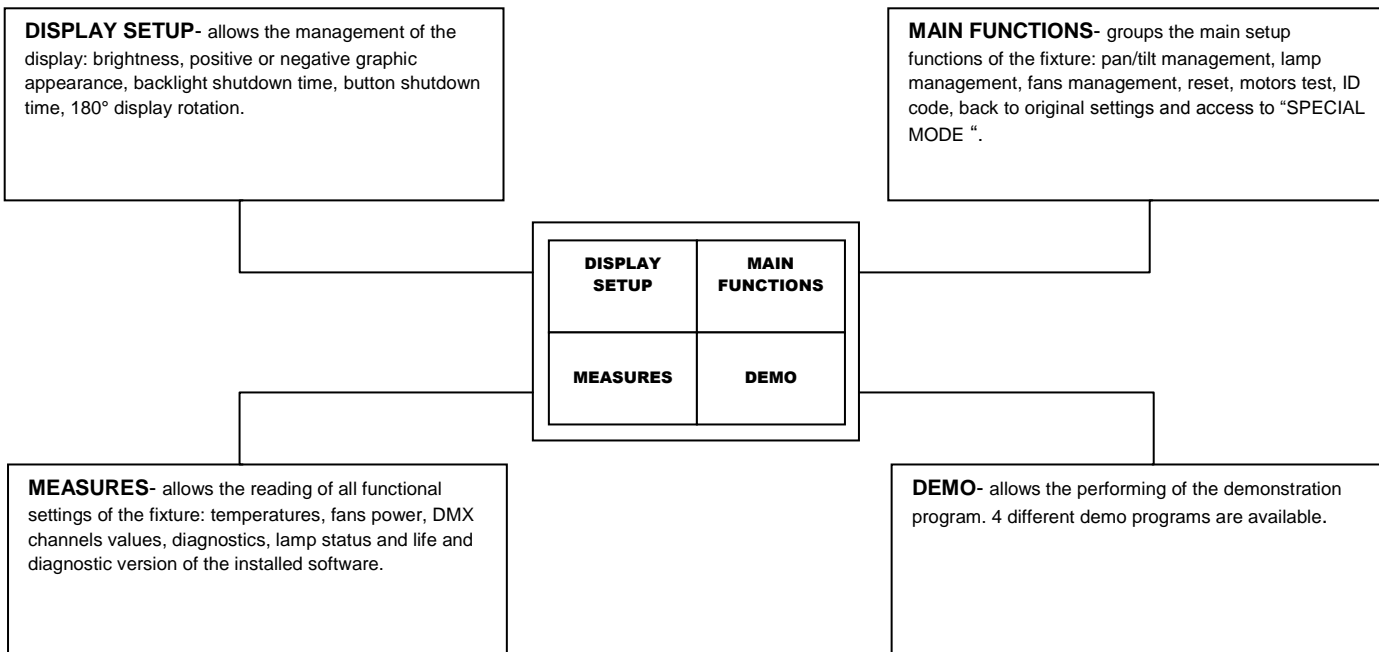 DISPLAY SETUP- allows the management of the
display: brightness, positive or negative graphic
appearance, backlight shutdown time, button shutdown
time, 180° display rotation.
MAIN FUNCTIONS- groups the main setup
functions of the fixture: pan/tilt management, lamp
management, fans management, reset, motors test, ID
code, back to original settings and access to “SPECIAL
MODE “.
DISPLAY
SETUP
MAIN
FUNCTIONS
MEASURES
DEMO
MEASURES- allows the reading of all functional
settings of the fixture: temperatures, fans power, DMX
channels values, diagnostics, lamp status and life and
diagnostic version of the installed software.
DEMO- allows the performing of the demonstration
program. 4 different demo programs are available.